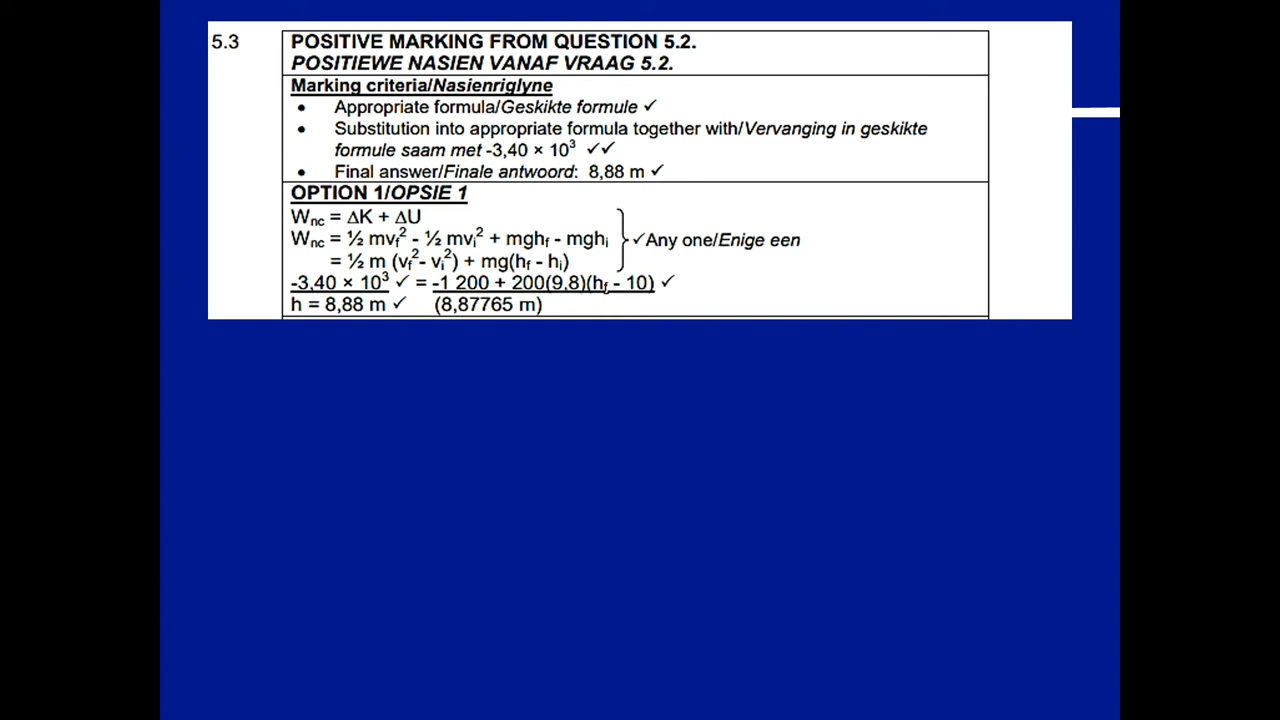 5.3
POSITIVE MARKING FROM QUESTION 5.2.
POSITIEWE NASIEN VANAF VRAAG 5.2.
Marking criteria/Nasienriglyne
• Appropriate formula/Geskikte formule ✓
• Substitution into appropriate formula together with/Vervanging in geskikte
formule saam met -3,40 × 10³ ✓✓
• Final answer/Finale antwoord: 8,88 m ✓
OPTION 1/OPSIE 1
Wnc = ∆K + ∆U
Wnc = ½ mvf² - ½ mvi² + mghf - mghi
✓Any one/Enige een
= ½ m (vf²- vi²) + mg(hf - hi)
-3,40 × 10³ ✓ = -1 200 + 200(9,8)(hf - 10) ✓
h = 8,88 m ✓ (8,87765 m)